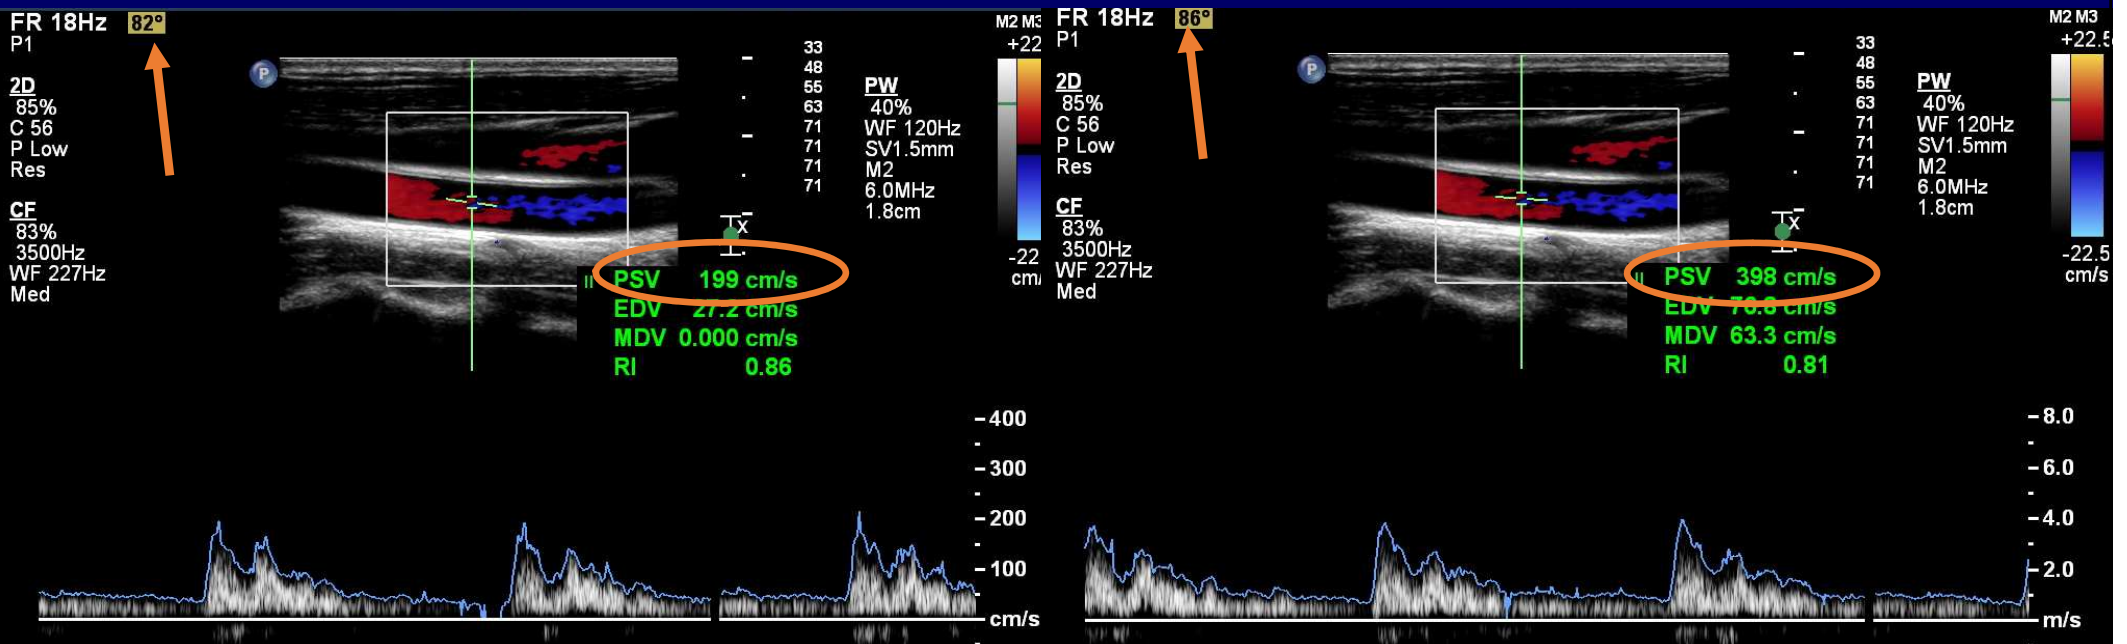 FR 18Hz 82°
P1
2D
85%
C 56
P Low
Res
CF
83%
3500Hz
WF 227Hz
Med
P
33
48
55
63
71
71
71
71
PW
40%
WF 120Hz
SV1.5mm
M2
6.0MHz
1.8cm
M2 M3
+22
-22
cm/
x
PSV 199 cm/s
EDV 27.2 cm/s
MDV 0.000 cm/s
RI 0.86
400
300
200
100
cm/s
FR 18Hz 86°
P1
2D
85%
C 56
P Low
Res
CF
83%
3500Hz
WF 227Hz
Med
P
33
48
55
63
71
71
71
71
PW
40%
WF 120Hz
SV1.5mm
M2
6.0MHz
1.8cm
M2 M3
+22.5
-22.5
cm/s
x
PSV 398 cm/s
EDV 76.8 cm/s
MDV 63.3 cm/s
RI 0.81
8.0
6.0
4.0
2.0
m/s